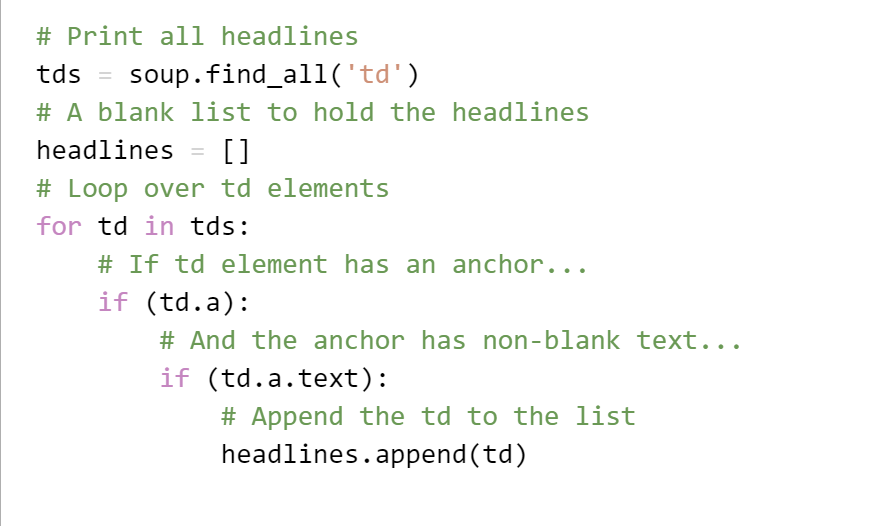 # Print all headlines
tds = soup.find_all('td')
# A blank list to hold the headlines
headlines = []
# Loop over td elements
for td in tds:
    # If td element has an anchor...
    if (td.a):
        # And the anchor has non-blank text...
        if (td.a.text):
            # Append the td to the list
            headlines.append(td)